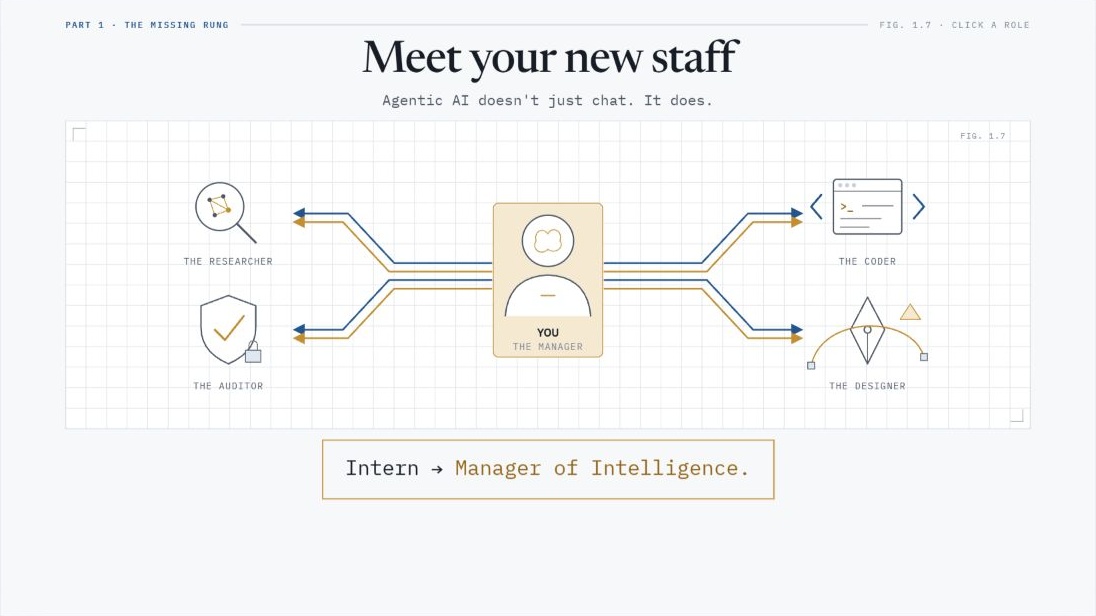 PART 1 · THE MISSING RUNG
FIG. 1.7 · CLICK A ROLE
Meet your new staff
Agentic AI doesn't just chat. It does.
FIG. 1.7
>_
THE RESEARCHER
THE CODER
YOU
THE MANAGER
THE AUDITOR
THE DESIGNER
Intern → Manager of Intelligence.